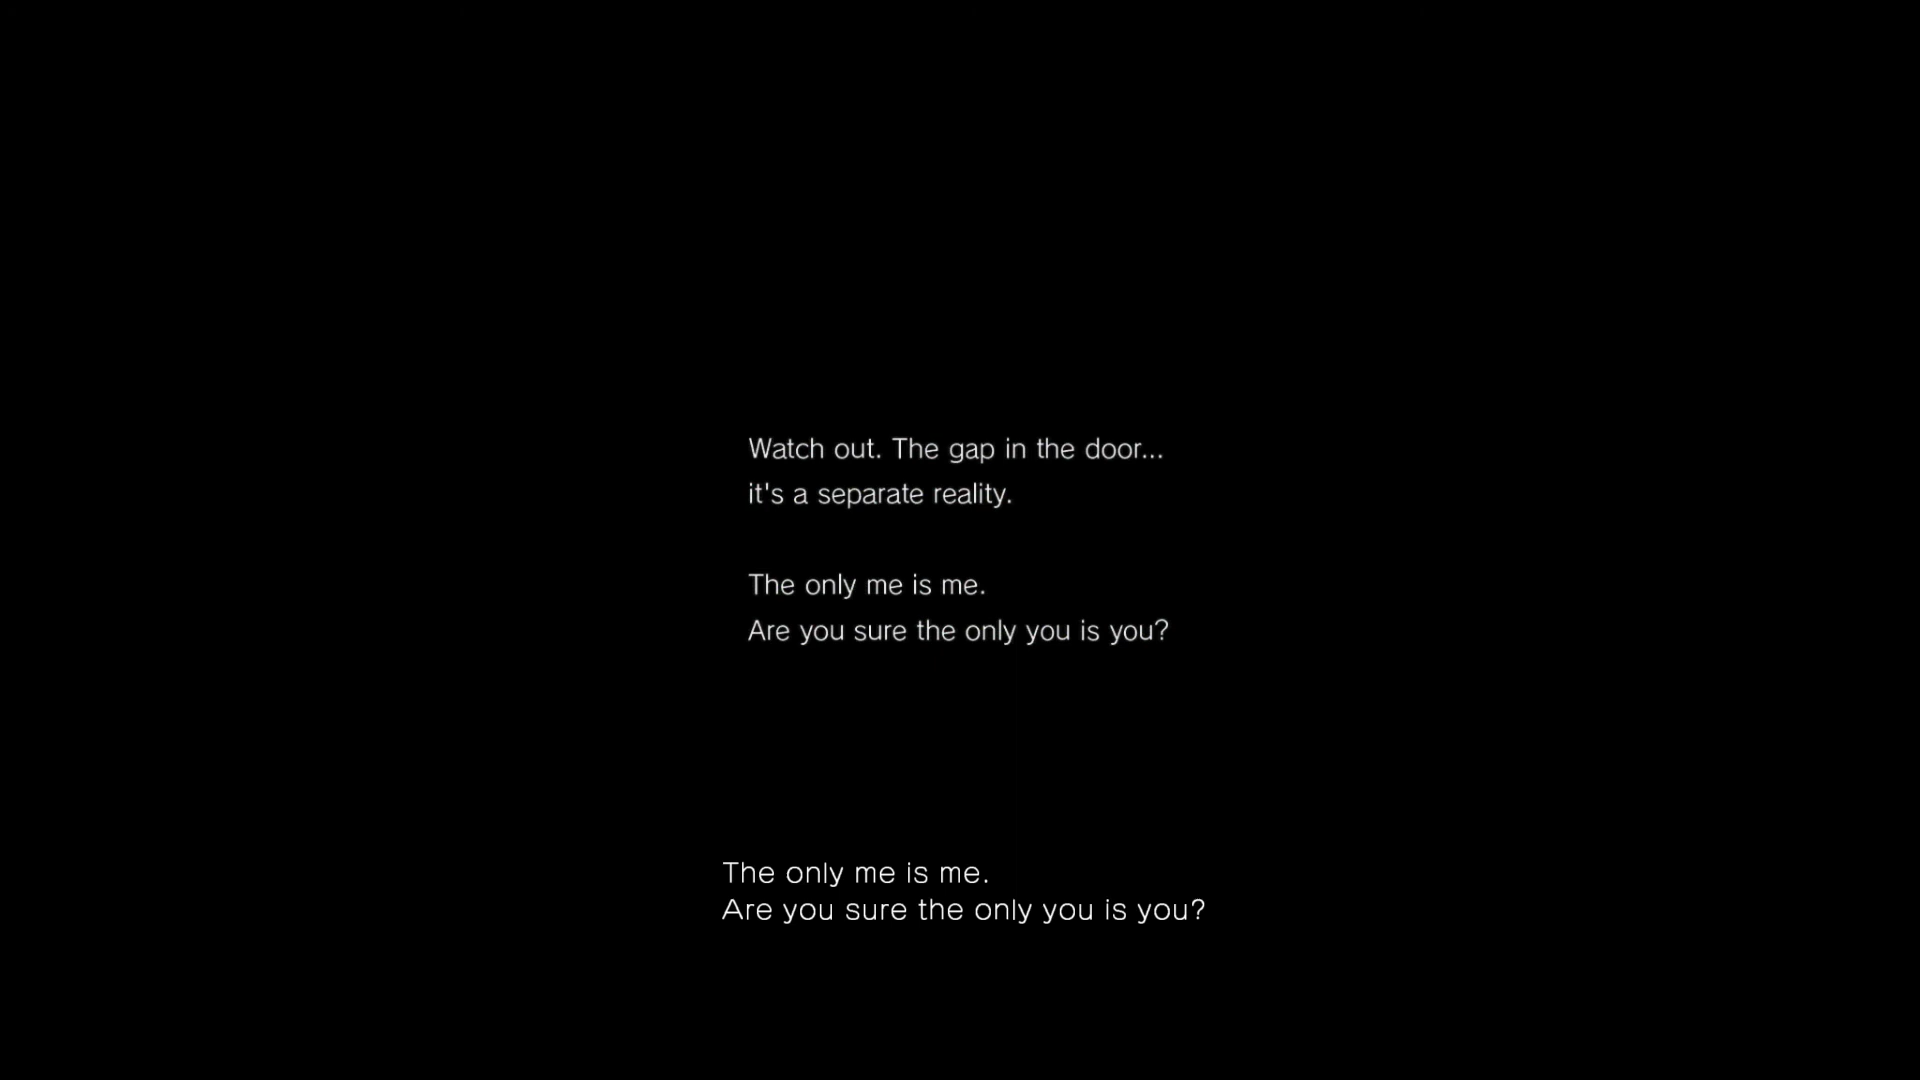 Watch out. The gap in the door...
it's a separate reality.
The only me is me.
Are you sure the only you is you?
The only me is me.
Are you sure the only you is you?